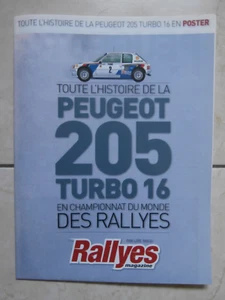 TOUTE L'HISTOIRE DE LA PEUGEOT 205 TURBO 16 EN POSTER
TOUTE L'HISTOIRE DE LA
PEUGEOT
205
TURBO 16
EN CHAMPIONNAT DU MONDE
DES RALLYES
Rallyes
magazine